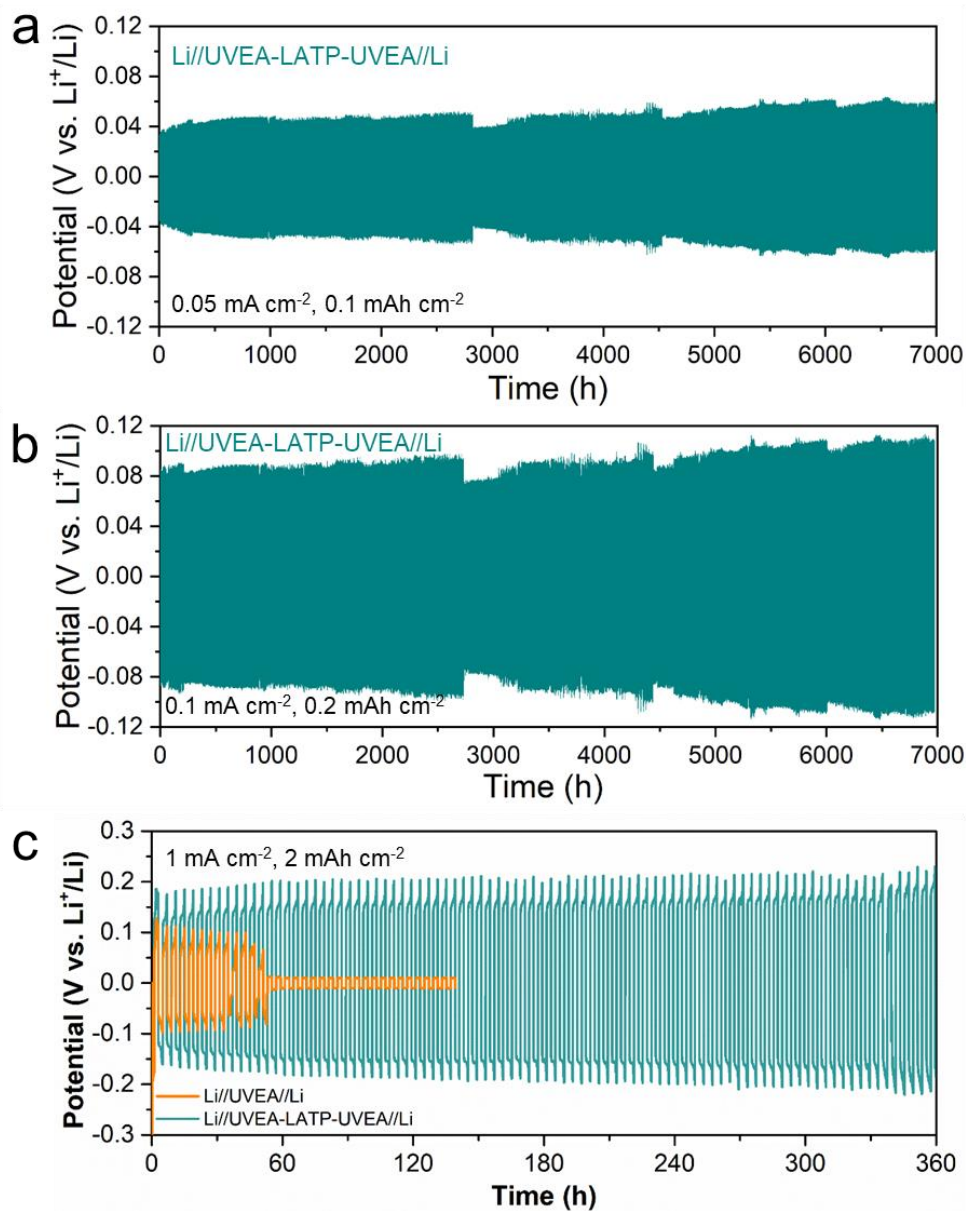 a
Li//UVEA-LATP-UVEA//Li
0.05 mA cm⁻², 0.1 mAh cm⁻²
Potential (V vs. Li⁺/Li)
0.12
0.08
0.04
0.00
-0.04
-0.08
-0.12
0 1000 2000 3000 4000 5000 6000 7000
Time (h)
b
Li//UVEA-LATP-UVEA//Li
0.1 mA cm⁻², 0.2 mAh cm⁻²
Potential (V vs. Li⁺/Li)
0.12
0.08
0.04
0.00
-0.04
-0.08
-0.12
0 1000 2000 3000 4000 5000 6000 7000
Time (h)
c
1 mA cm⁻², 2 mAh cm⁻²
Potential (V vs. Li⁺/Li)
0.3
0.2
0.1
0.0
-0.1
-0.2
-0.3
Li//UVEA//Li
Li//UVEA-LATP-UVEA//Li
0 60 120 180 240 300 360
Time (h)